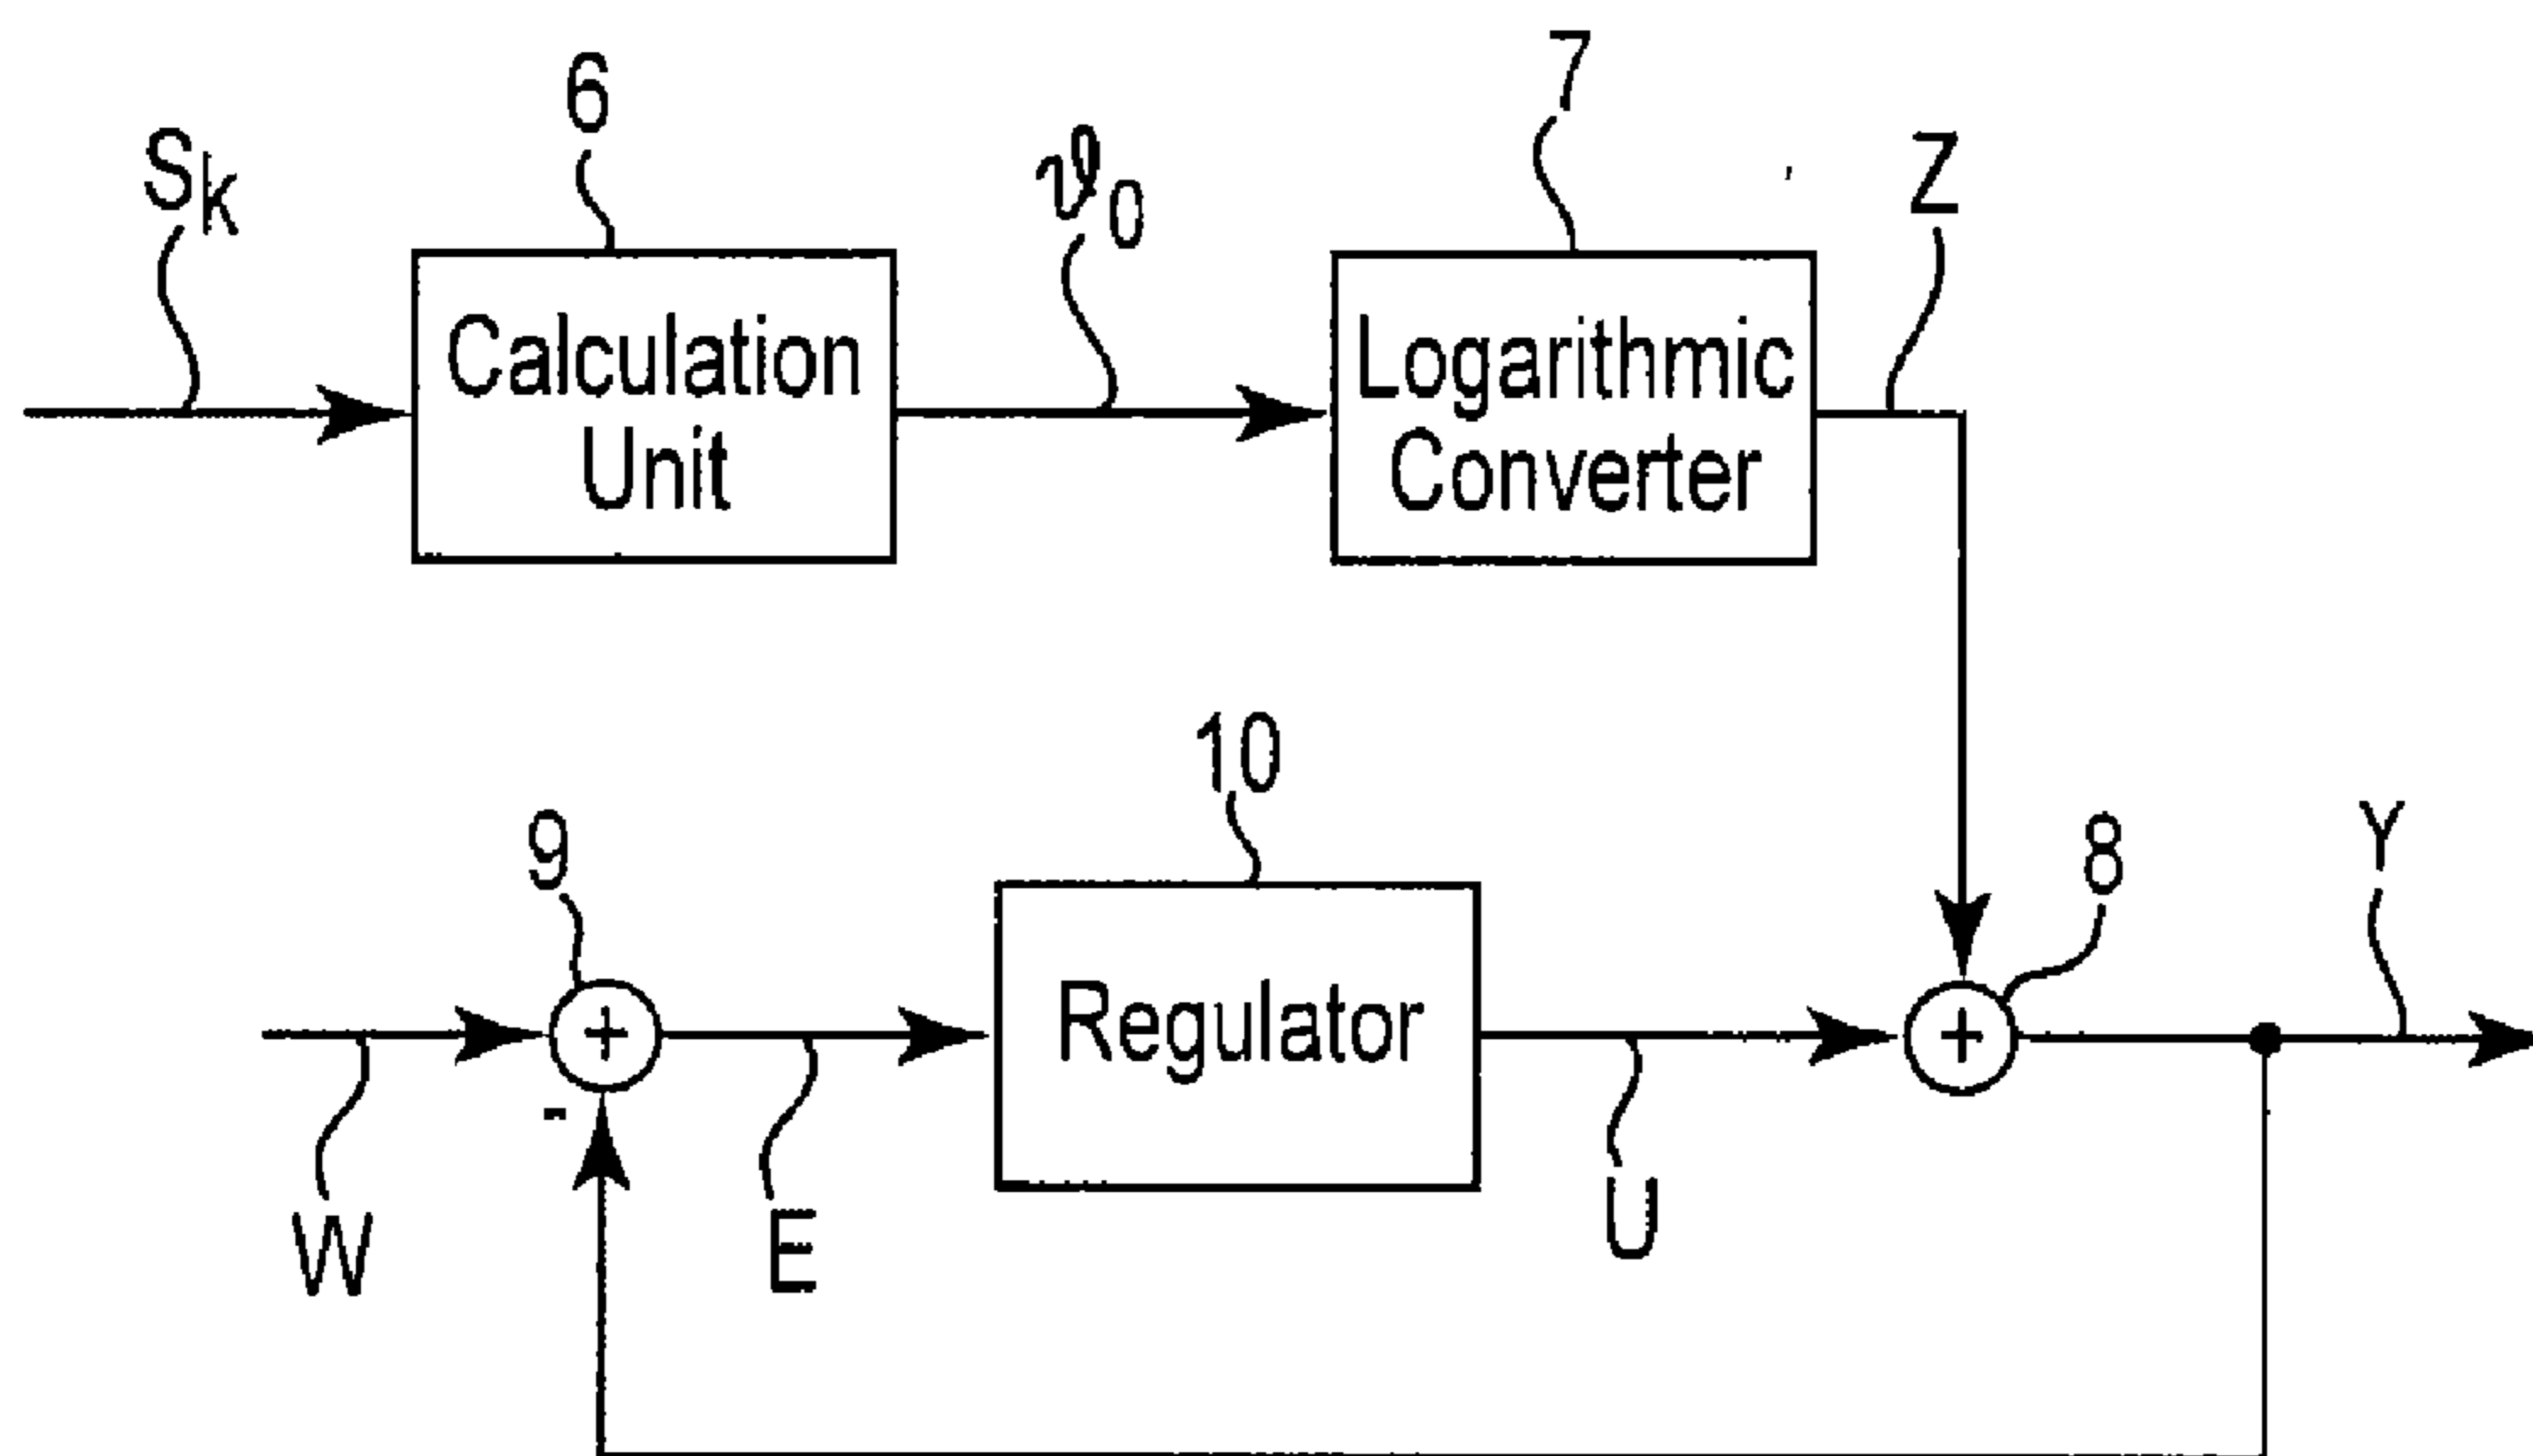 6
7
Sk
ϑ0
Z
Calculation
Unit
Logarithmic
Converter
10
9
8
Y
+
Regulator
+
-
W
E
U